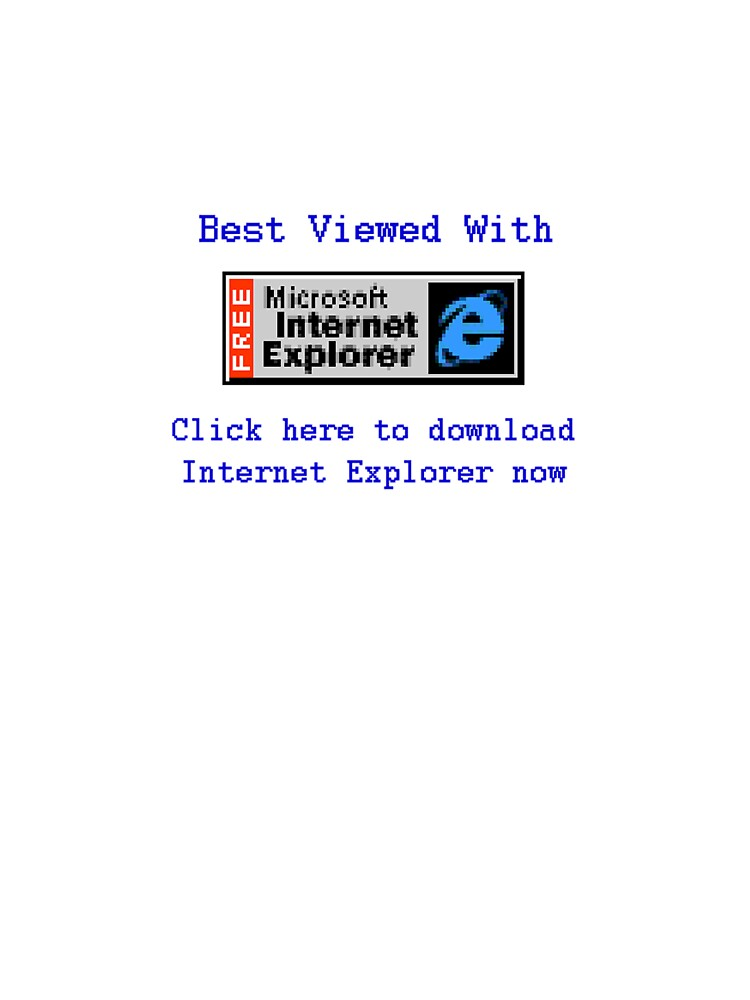 Best Viewed With
FREE
Microsoft
Internet
Explorer
Click here to download
Internet Explorer now